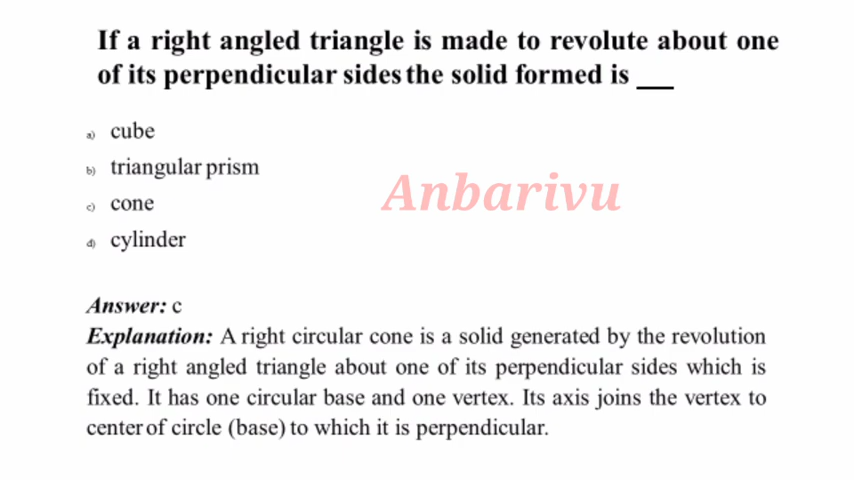 If a right angled triangle is made to revolute about one
of its perpendicular sides the solid formed is ___
a) cube
b) triangular prism
Anbarivu
c) cone
d) cylinder
Answer: c
Explanation: A right circular cone is a solid generated by the revolution
of a right angled triangle about one of its perpendicular sides which is
fixed. It has one circular base and one vertex. Its axis joins the vertex to
center of circle (base) to which it is perpendicular.